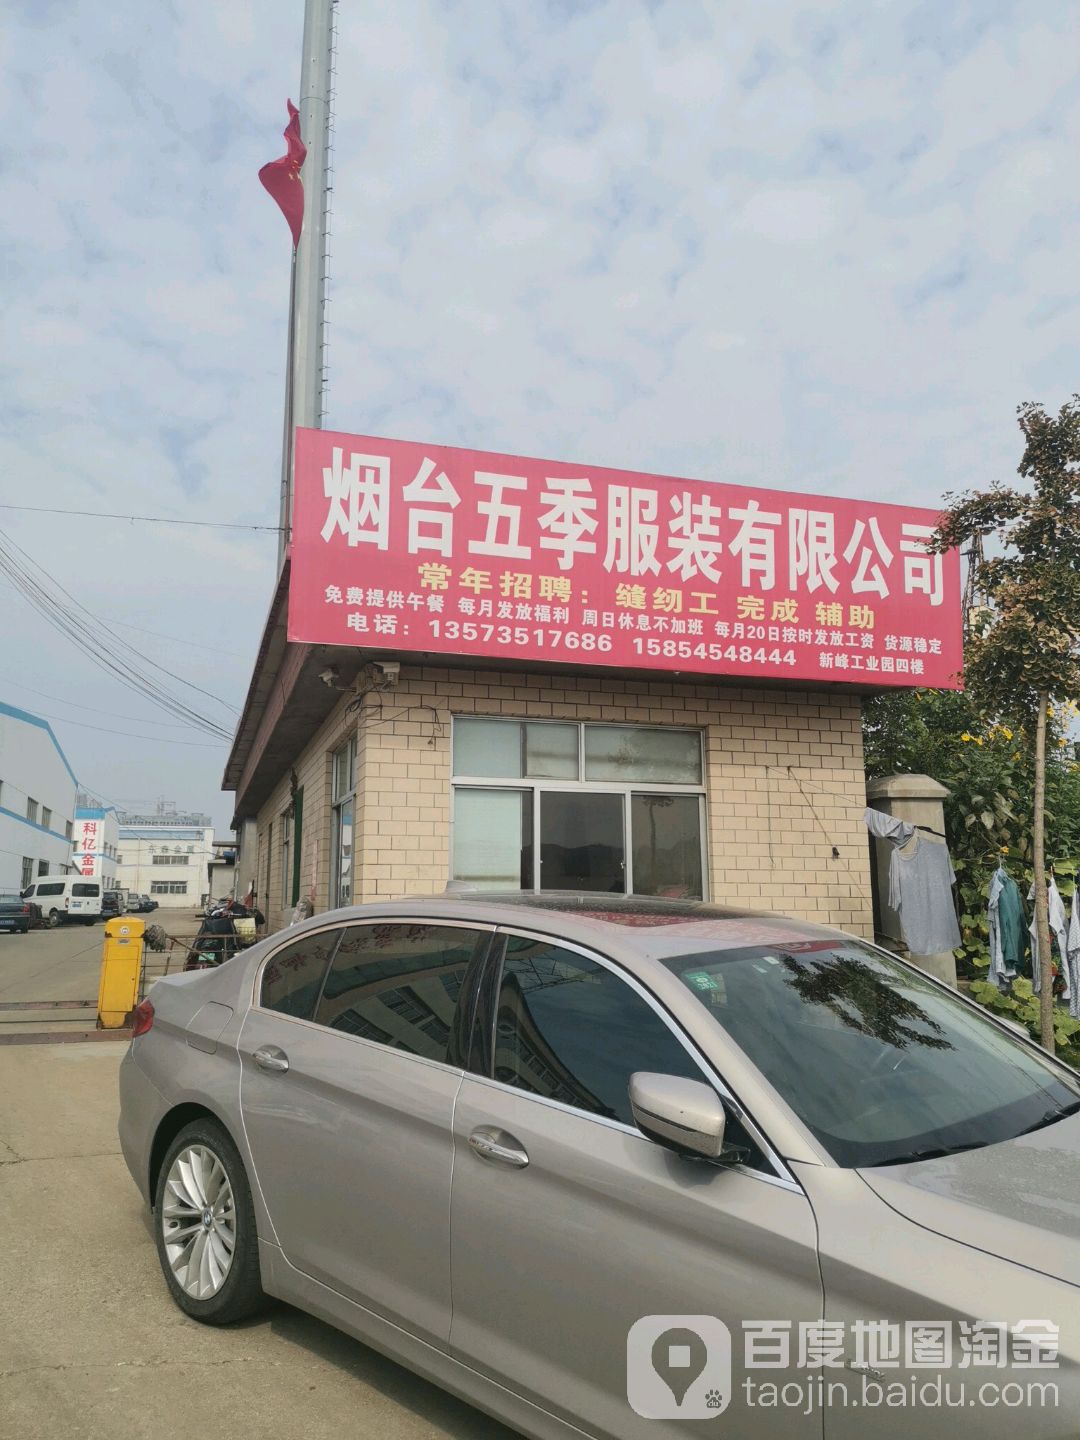 烟台五季服装有限公司
常年招聘：缝纫工 完成 辅助
免费提供午餐 每月发放福利 周日休息不加班 每月20日按时发放工资 货源稳定
电话：13573517686 15854548444 新峰工业园四楼
科亿金属
百度地图淘金
taojin.baidu.com